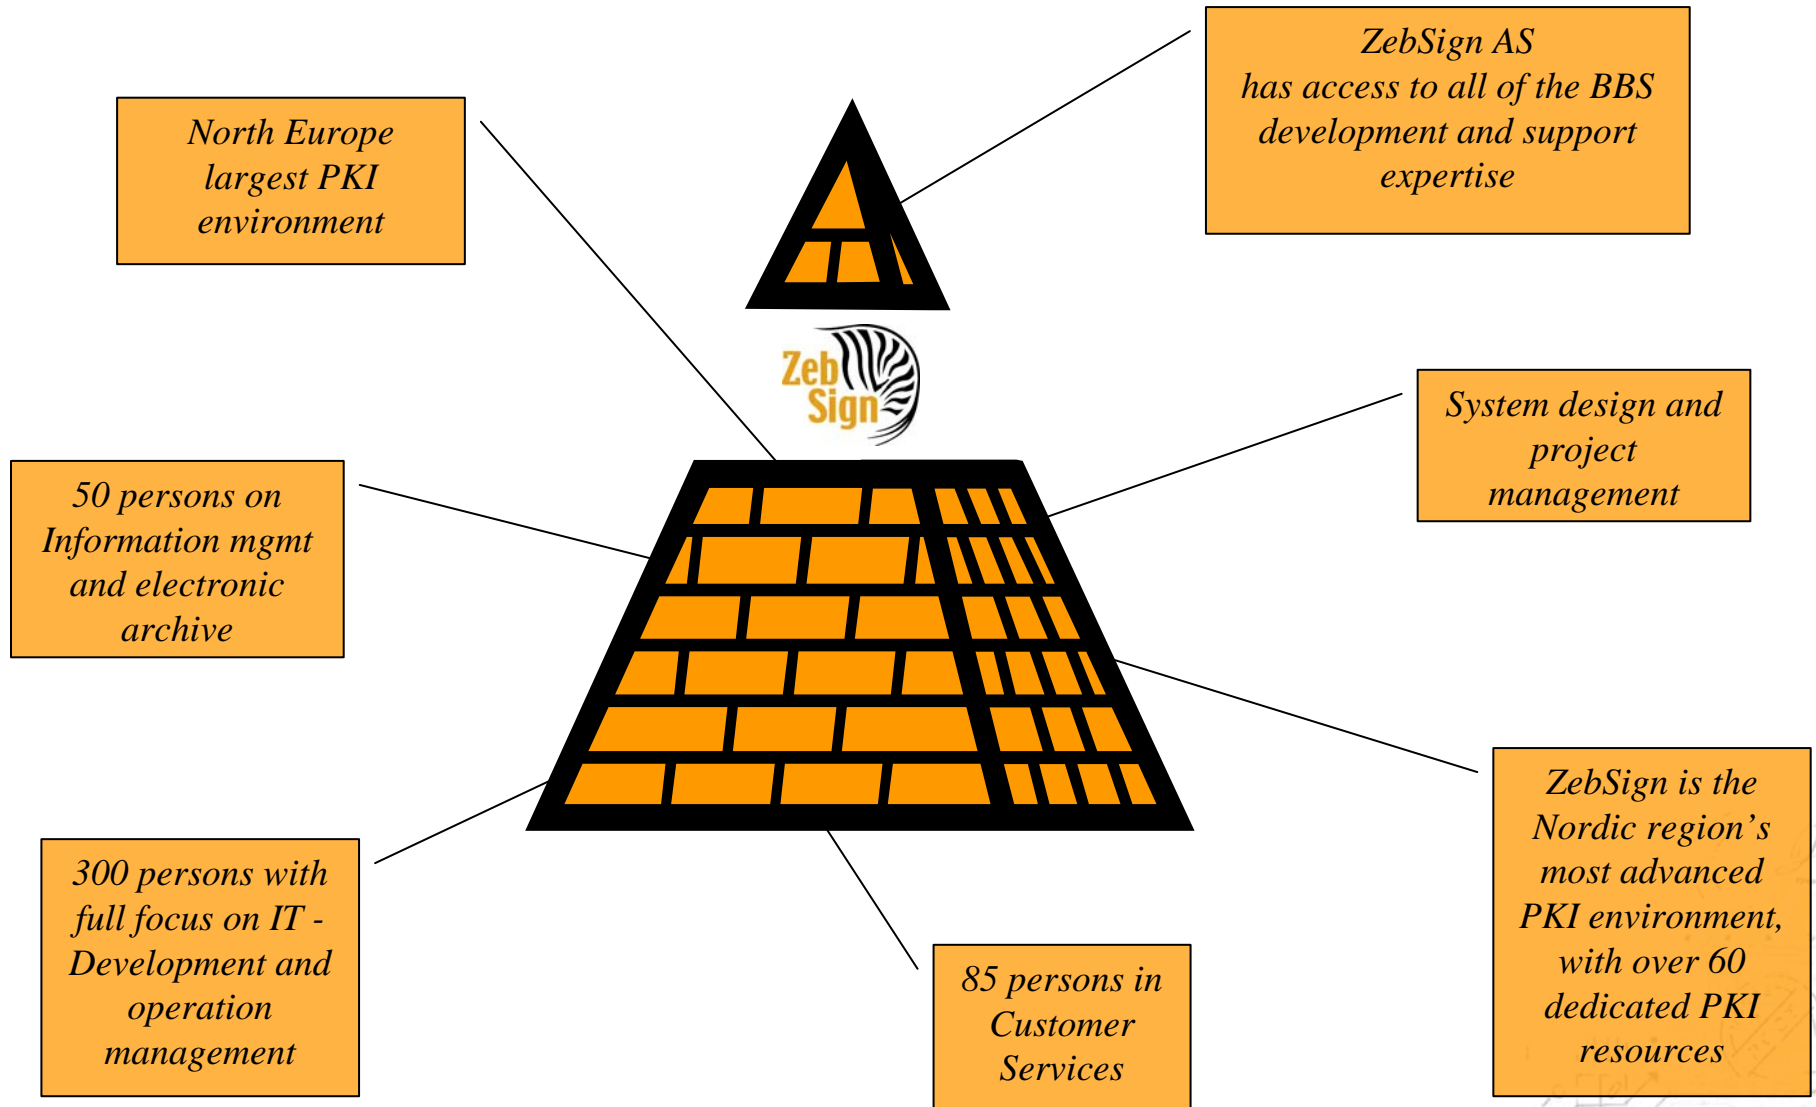 ZebSign AS
has access to all of the BBS
development and support
expertise
North Europe
largest PKI
environment
Zeb
Sign
System design and
project
management
50 persons on
Information mgmt
and electronic
archive
ZebSign is the
Nordic region’s
most advanced
PKI environment,
with over 60
dedicated PKI
resources
300 persons with
full focus on IT -
Development and
operation
management
85 persons in
Customer
Services